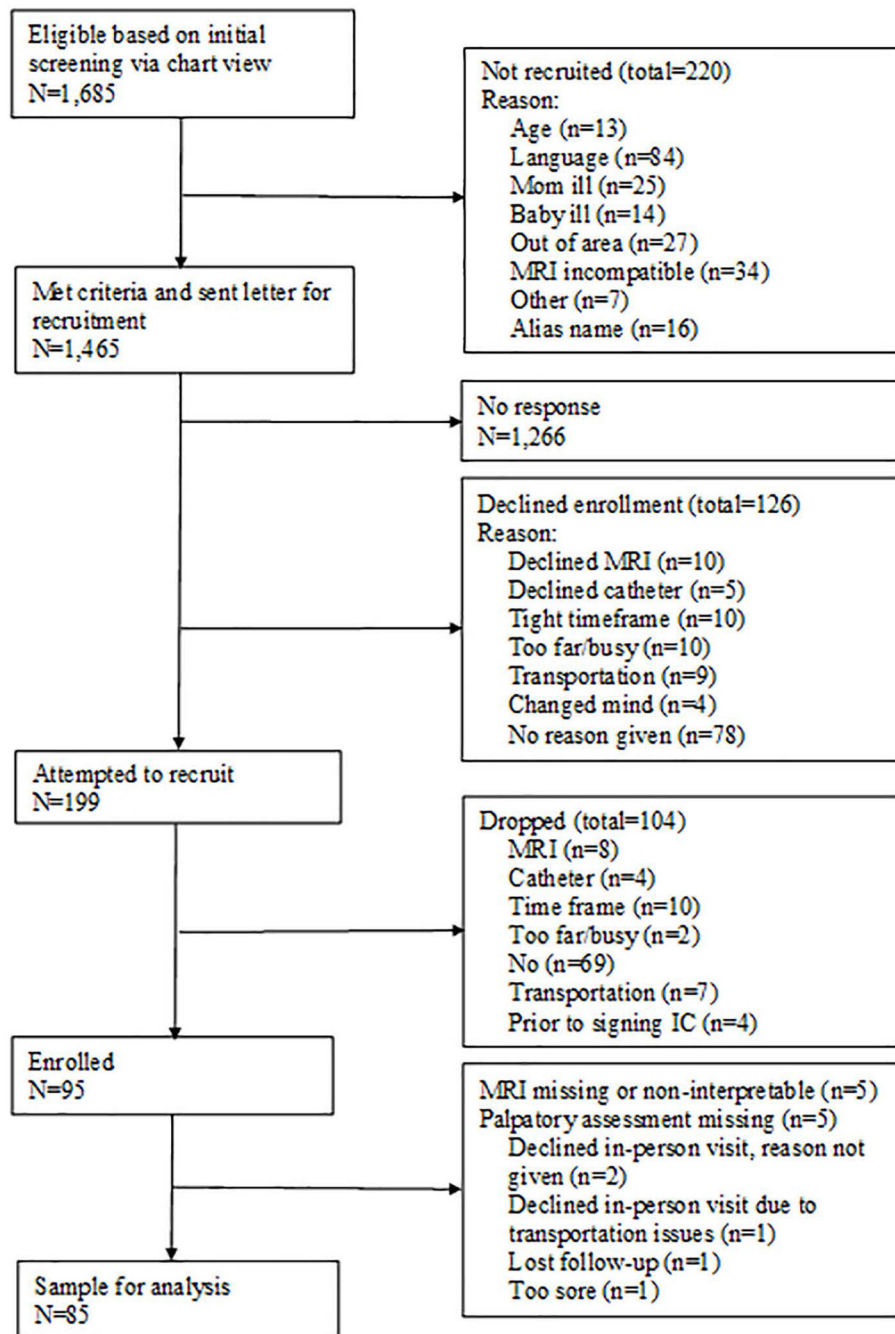 Eligible based on initial
screening via chart view
N=1,685
Not recruited (total=220)
Reason:
Age (n=13)
Language (n=84)
Mom ill (n=25)
Baby ill (n=14)
Out of area (n=27)
MRI incompatible (n=34)
Other (n=7)
Alias name (n=16)
Met criteria and sent letter for
recruitment
N=1,465
No response
N=1,266
Declined enrollment (total=126)
Reason:
Declined MRI (n=10)
Declined catheter (n=5)
Tight timeframe (n=10)
Too far/busy (n=10)
Transportation (n=9)
Changed mind (n=4)
No reason given (n=78)
Attempted to recruit
N=199
Dropped (total=104)
MRI (n=8)
Catheter (n=4)
Time frame (n=10)
Too far/busy (n=2)
No (n=69)
Transportation (n=7)
Prior to signing IC (n=4)
Enrolled
N=95
MRI missing or non-interpretable (n=5)
Palpatory assessment missing (n=5)
Declined in-person visit, reason not
given (n=2)
Declined in-person visit due to
transportation issues (n=1)
Lost follow-up (n=1)
Too sore (n=1)
Sample for analysis
N=85